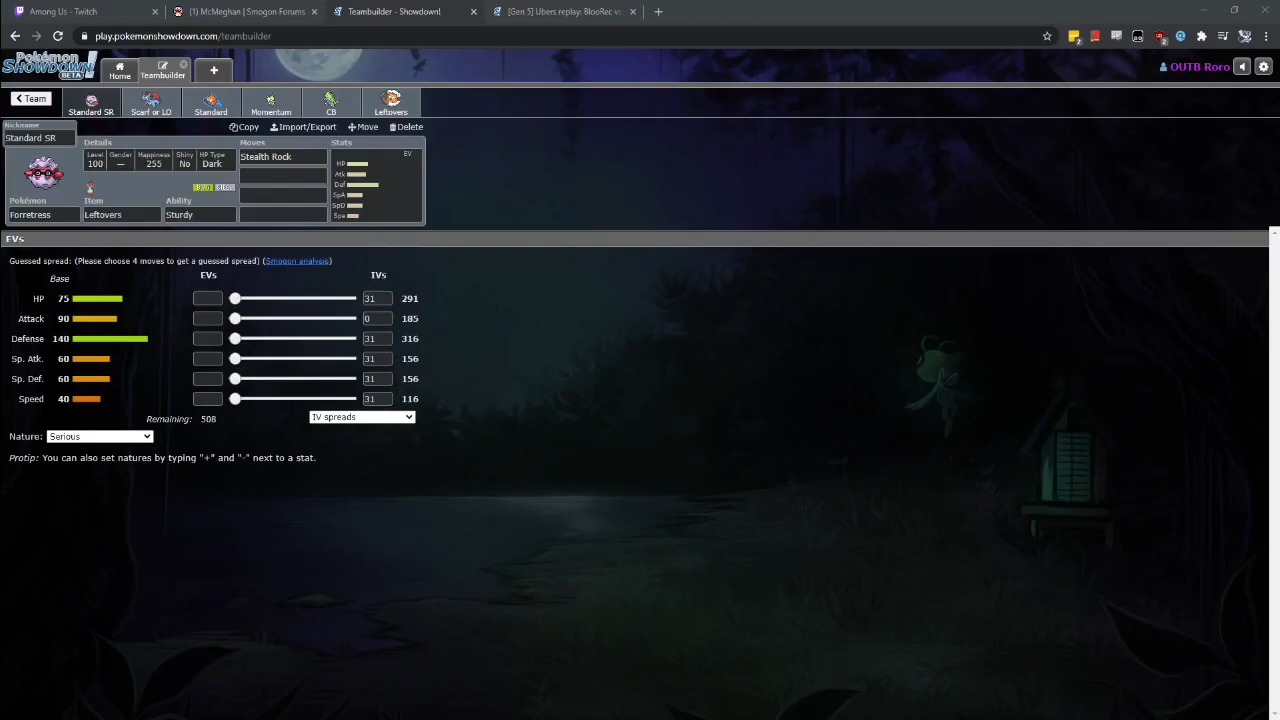 Among Us - Twitch
(1) McMeghan | Smogon Forums
Teambuilder - Showdown!
[Gen 5] Ubers replay: BlooRec vs
play.pokemonshowdown.com/teambuilder
Pokémon
Showdown!
BETA
Home
Teambuilder
OUTB Roro
Team
Standard SR
Scarf or LO
Standard
Momentum
CB
Leftovers
Copy Import/Export Move Delete
Nickname
Standard SR
Details
Level Gender Happiness Shiny HP Type
100 — 255 No Dark
BUG STEEL
Pokémon Item Ability
Forretress Leftovers Sturdy
Moves
Stealth Rock
Stats
EV
HP
Atk
Def
SpA
SpD
Spe
EVs
Guessed spread: (Please choose 4 moves to get a guessed spread) (Smogon analysis)
Base EVs IVs
HP 75 31 291
Attack 90 0 185
Defense 140 31 316
Sp. Atk. 60 31 156
Sp. Def. 60 31 156
Speed 40 31 116
Remaining: 508 IV spreads
Nature: Serious
Protip: You can also set natures by typing "+" and "-" next to a stat.